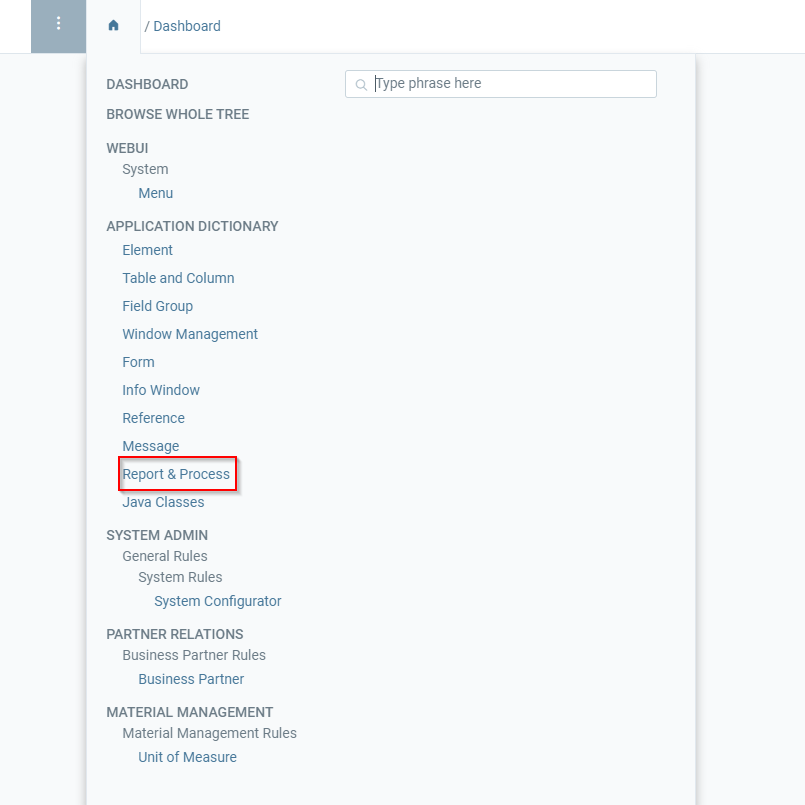 / Dashboard
DASHBOARD
Type phrase here
BROWSE WHOLE TREE
WEBUI
System
Menu
APPLICATION DICTIONARY
Element
Table and Column
Field Group
Window Management
Form
Info Window
Reference
Message
Report & Process
Java Classes
SYSTEM ADMIN
General Rules
System Rules
System Configurator
PARTNER RELATIONS
Business Partner Rules
Business Partner
MATERIAL MANAGEMENT
Material Management Rules
Unit of Measure